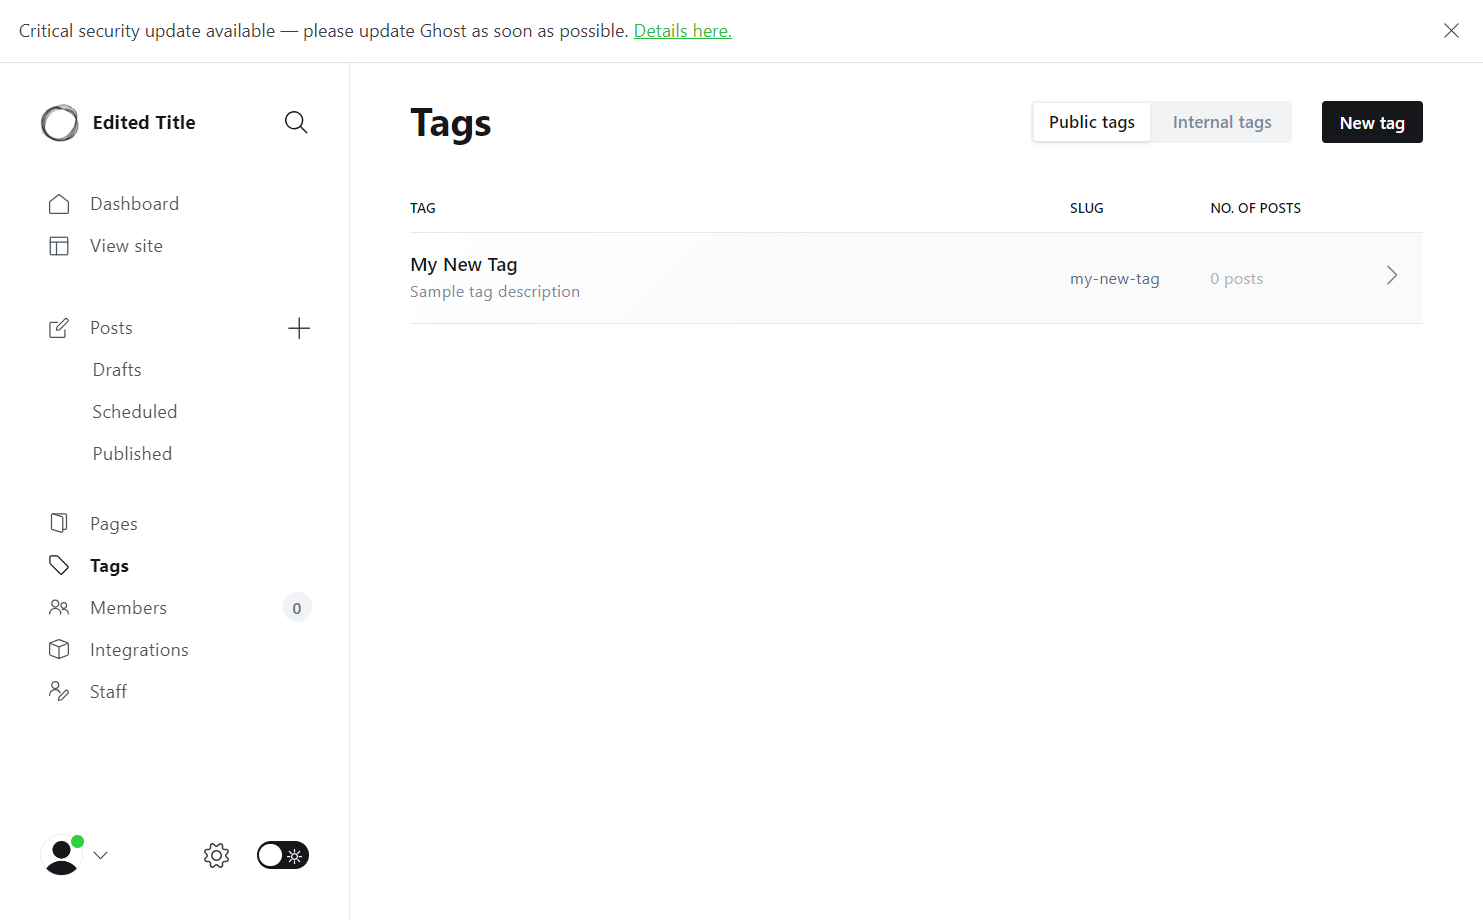 Critical security update available — please update Ghost as soon as possible. Details here.
Edited Title
Dashboard
View site
Posts
Drafts
Scheduled
Published
Pages
Tags
Members
0
Integrations
Staff
Tags
Public tags
Internal tags
New tag
TAG
SLUG
NO. OF POSTS
My New Tag
Sample tag description
my-new-tag
0 posts